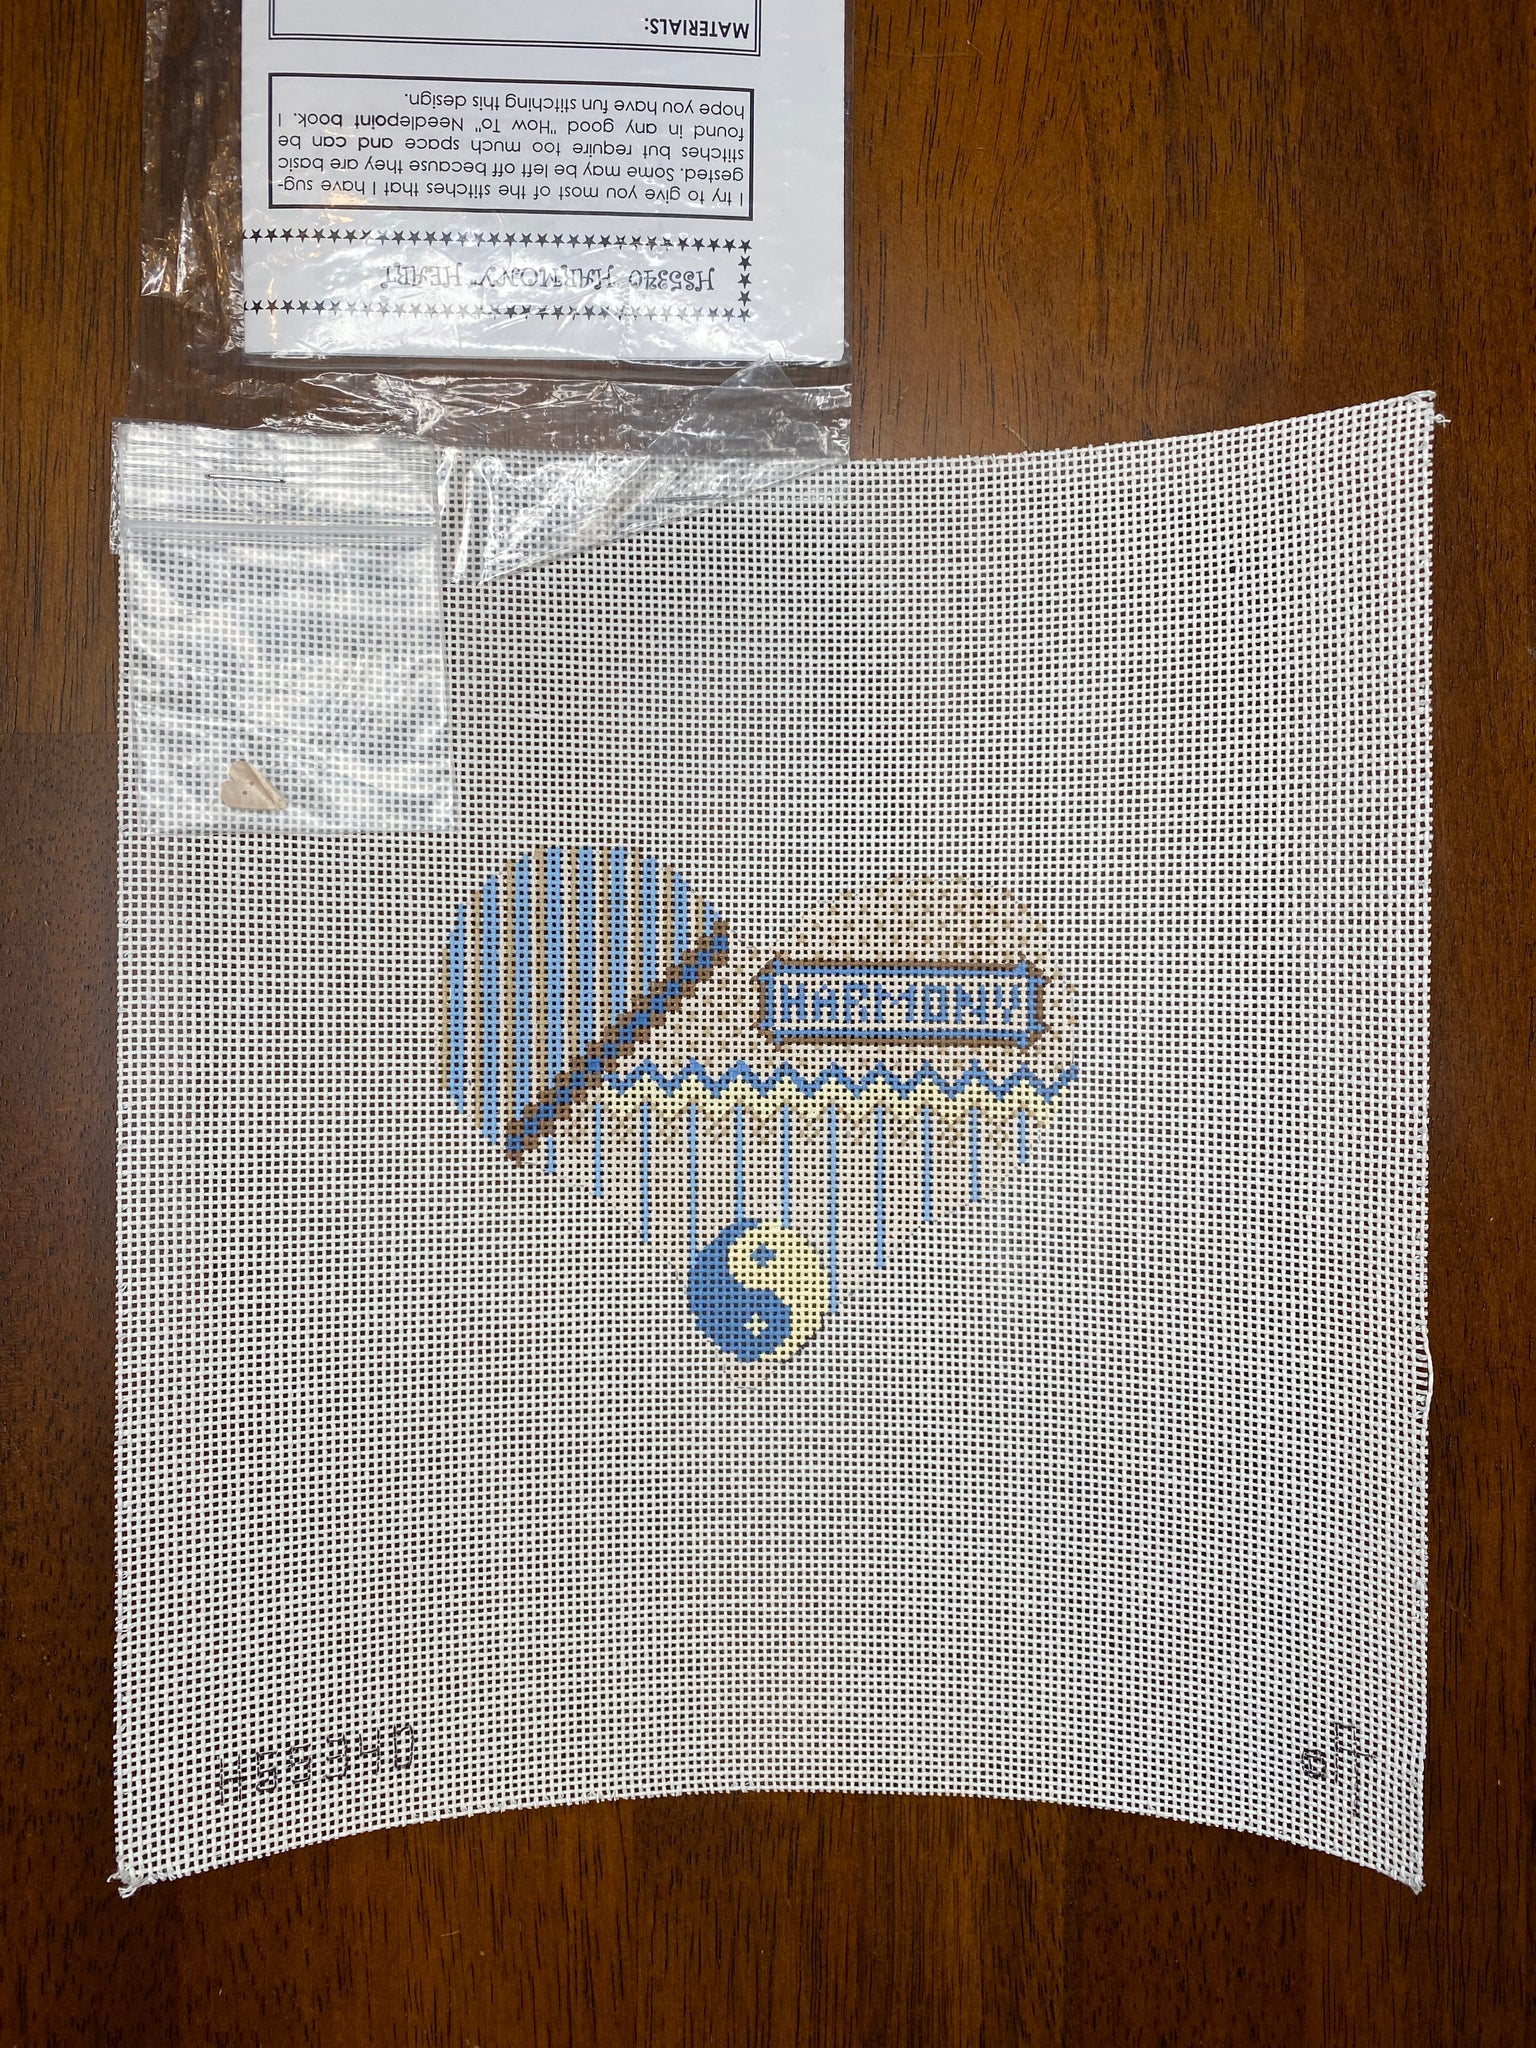 HS5340 "HARMONY" HEART
I try to give you most of the stitches that I have sug-
gested. Some may be left off because they are basic
stitches but require too much space and can be
found in any good "How To" Needlepoint book. I
hope you have fun stitching this design.
MATERIALS:
HARMONY
HS5340